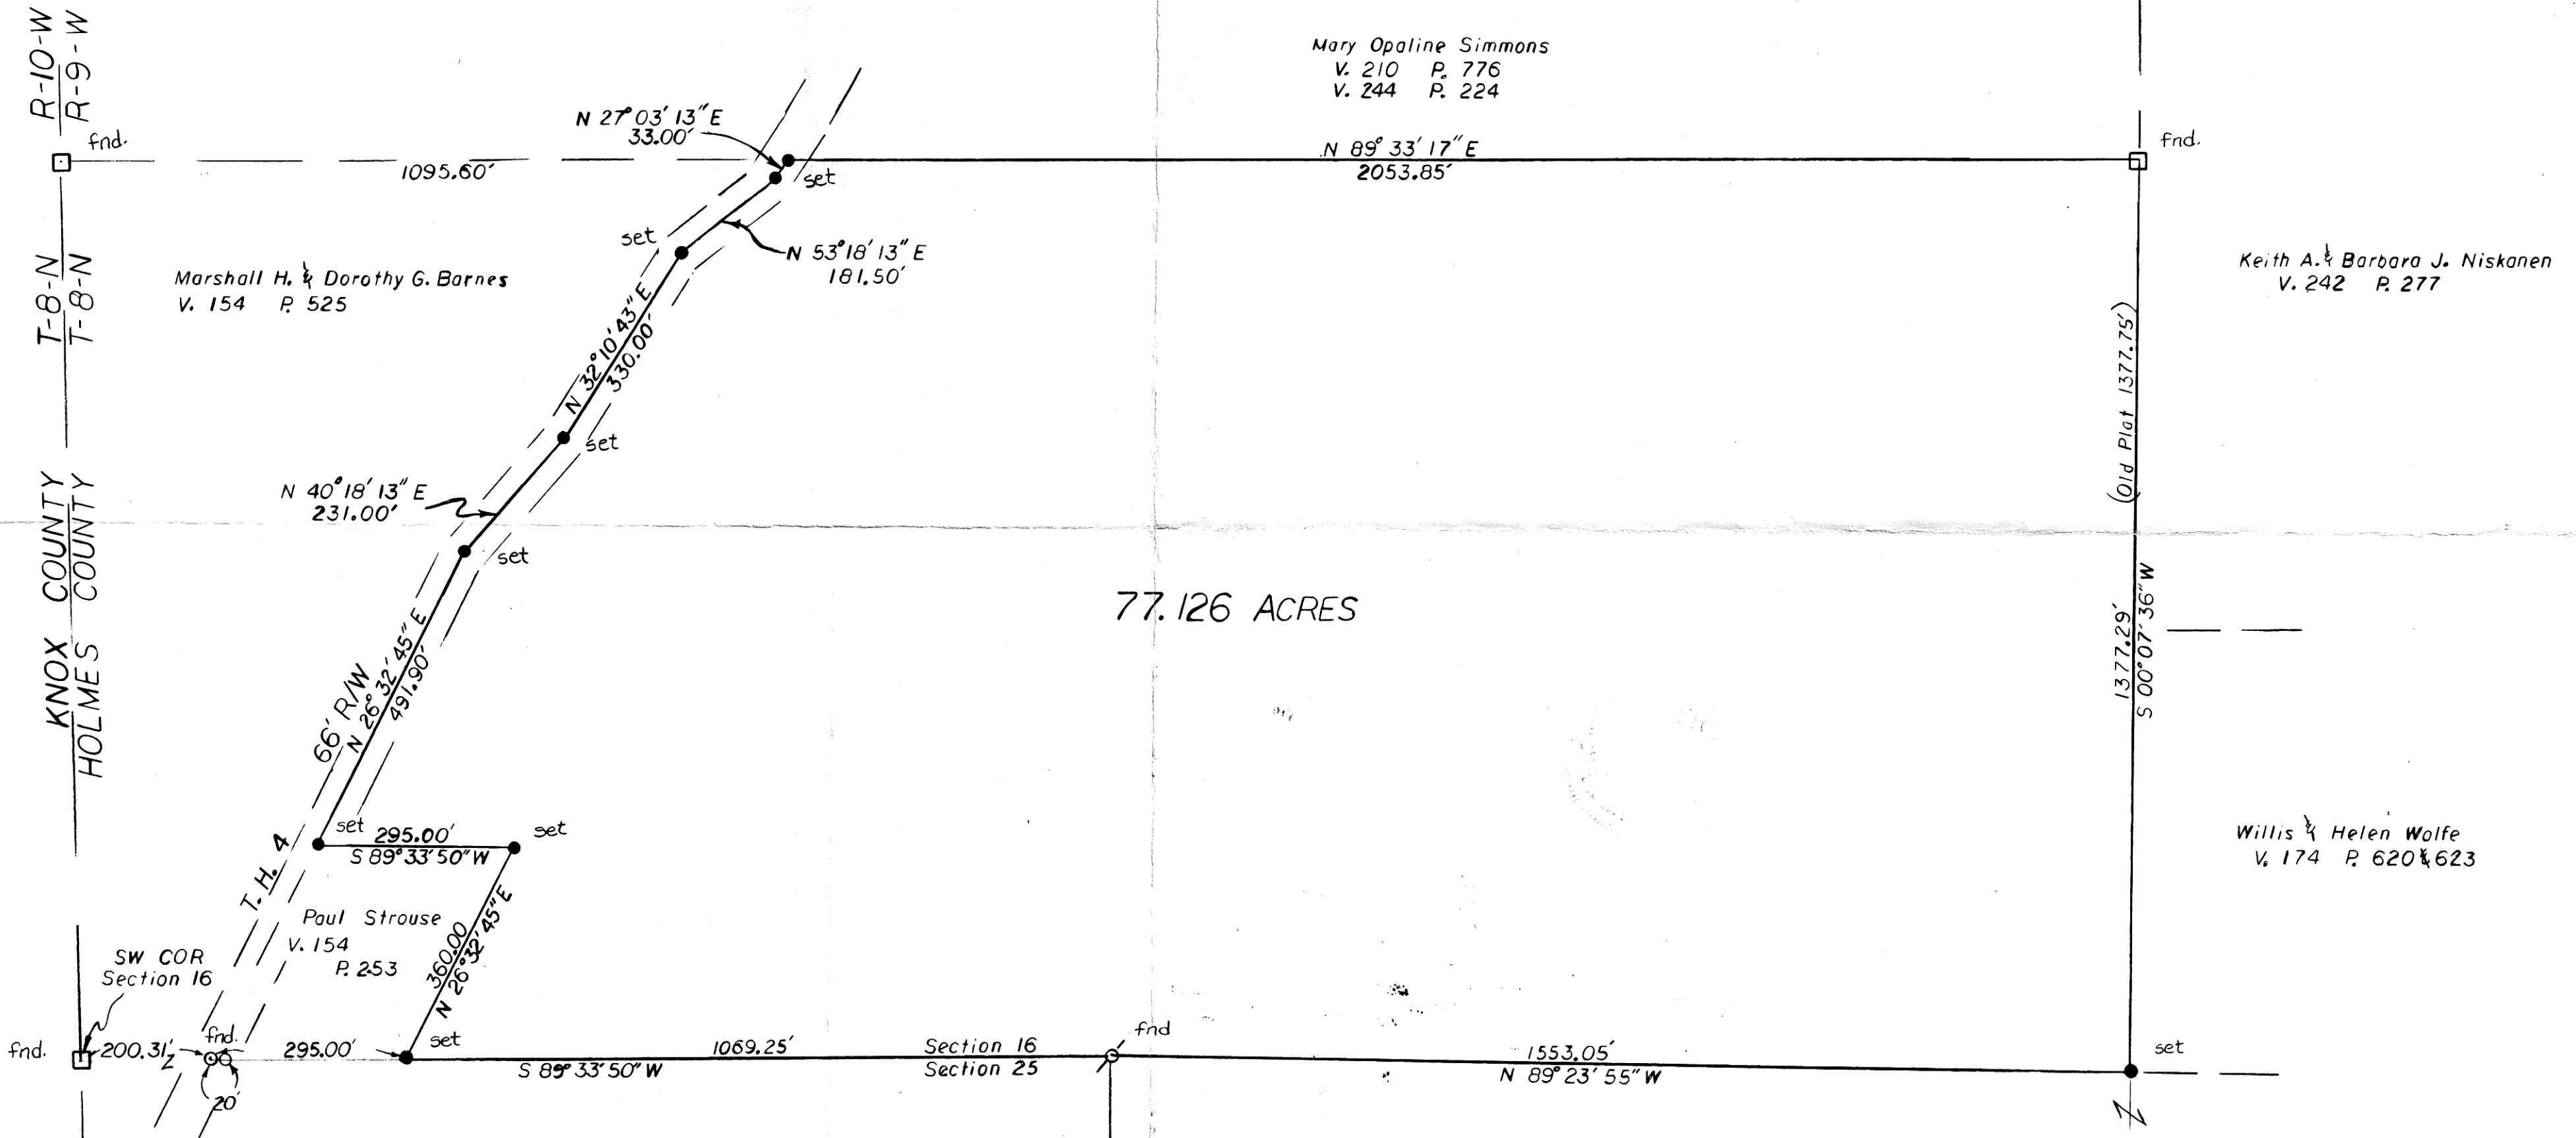 R-10-W
R-9-W
fnd.
1095.60'
N 27° 03' 13" E
33.00'
set
Mary Opaline Simmons
V. 210 P. 776
V. 244 P. 224
N 89° 33' 17" E
2053.85'
fnd.
T-8-N
T-8-N
Marshall H. & Dorothy G. Barnes
V. 154 P. 525
set
N 53° 18' 13" E
181.50'
N 32° 10' 43" E
330.00'
set
Keith A. & Barbara J. Niskanen
V. 242 P. 277
(Old Plat 1377.75')
N 40° 18' 13" E
231.00'
set
KNOX COUNTY
HOLMES COUNTY
66' R/W
N 26° 32' 45" E
491.90'
77.126 ACRES
1377.29'
S 00° 07' 36" W
T. H. 4
set
295.00'
S 89° 33' 50" W
set
Willis & Helen Wolfe
V. 174 P. 620 & 623
Paul Strouse
V. 154
P. 253
360.00
N 26° 32' 45" E
SW COR
Section 16
fnd.
200.31'
fnd.
20'
295.00'
set
1069.25'
S 89° 33' 50" W
Section 16
Section 25
fnd
1553.05'
N 89° 23' 55" W
set